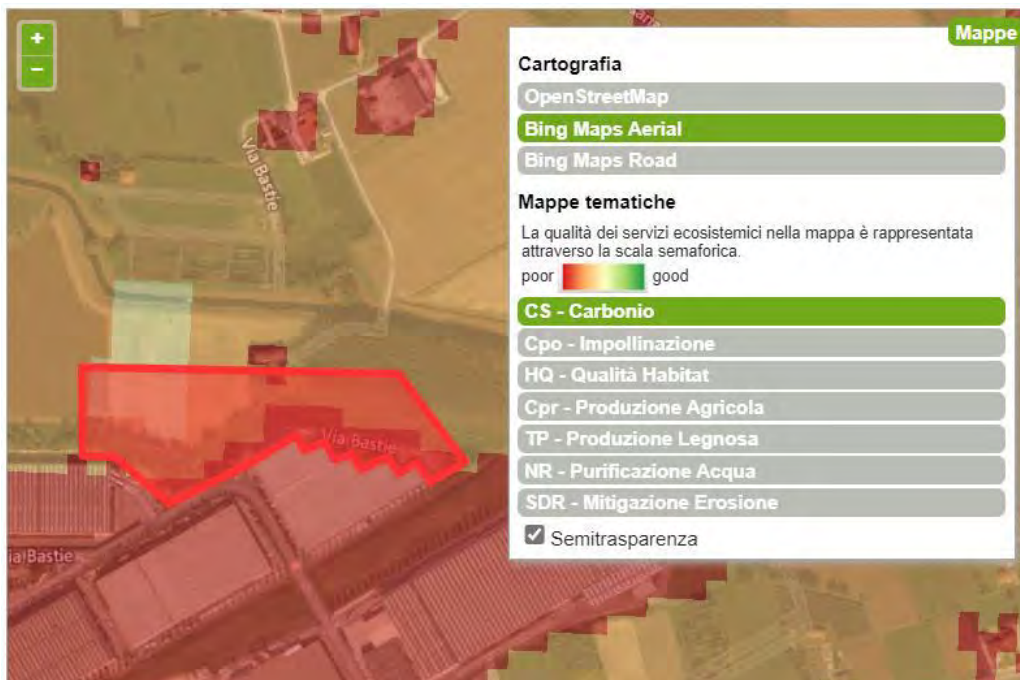 +
−
Mappe
Cartografia
OpenStreetMap
Bing Maps Aerial
Bing Maps Road
Mappe tematiche
La qualità dei servizi ecosistemici nella mappa è rappresentata
attraverso la scala semaforica.
poor good
CS - Carbonio
Cpo - Impollinazione
HQ - Qualità Habitat
Cpr - Produzione Agricola
TP - Produzione Legnosa
NR - Purificazione Acqua
SDR - Mitigazione Erosione
Semitrasparenza
Via Bastie
Via Bastie
ia Bastie